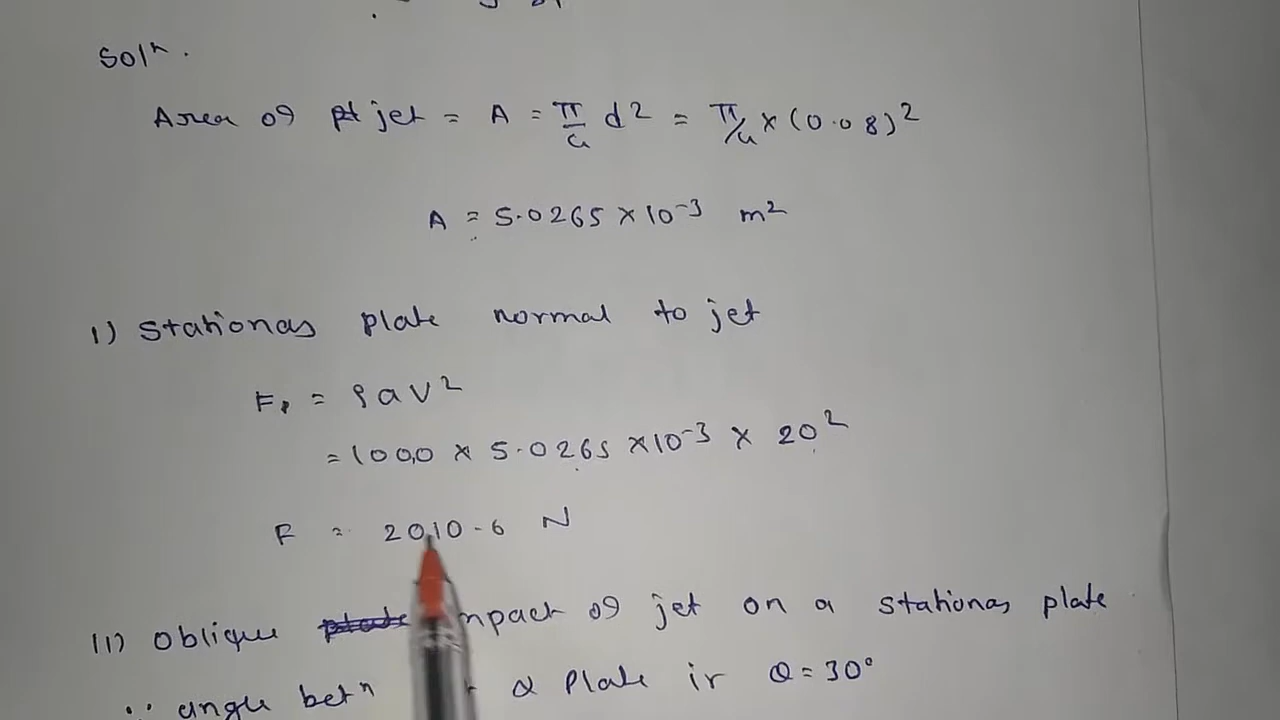 Soln.
Area of jet = A = π/4 d2 = π/4 × (0.08)2
A = 5.0265 × 10-3 m2
1) Stationary plate normal to jet
F, = ρ a V2
= 1000 × 5.0265 × 10-3 × 202
F = 2010.6 N
11) Oblique impact of jet on a stationary plate
∵ angle betn & Plate is θ = 30°